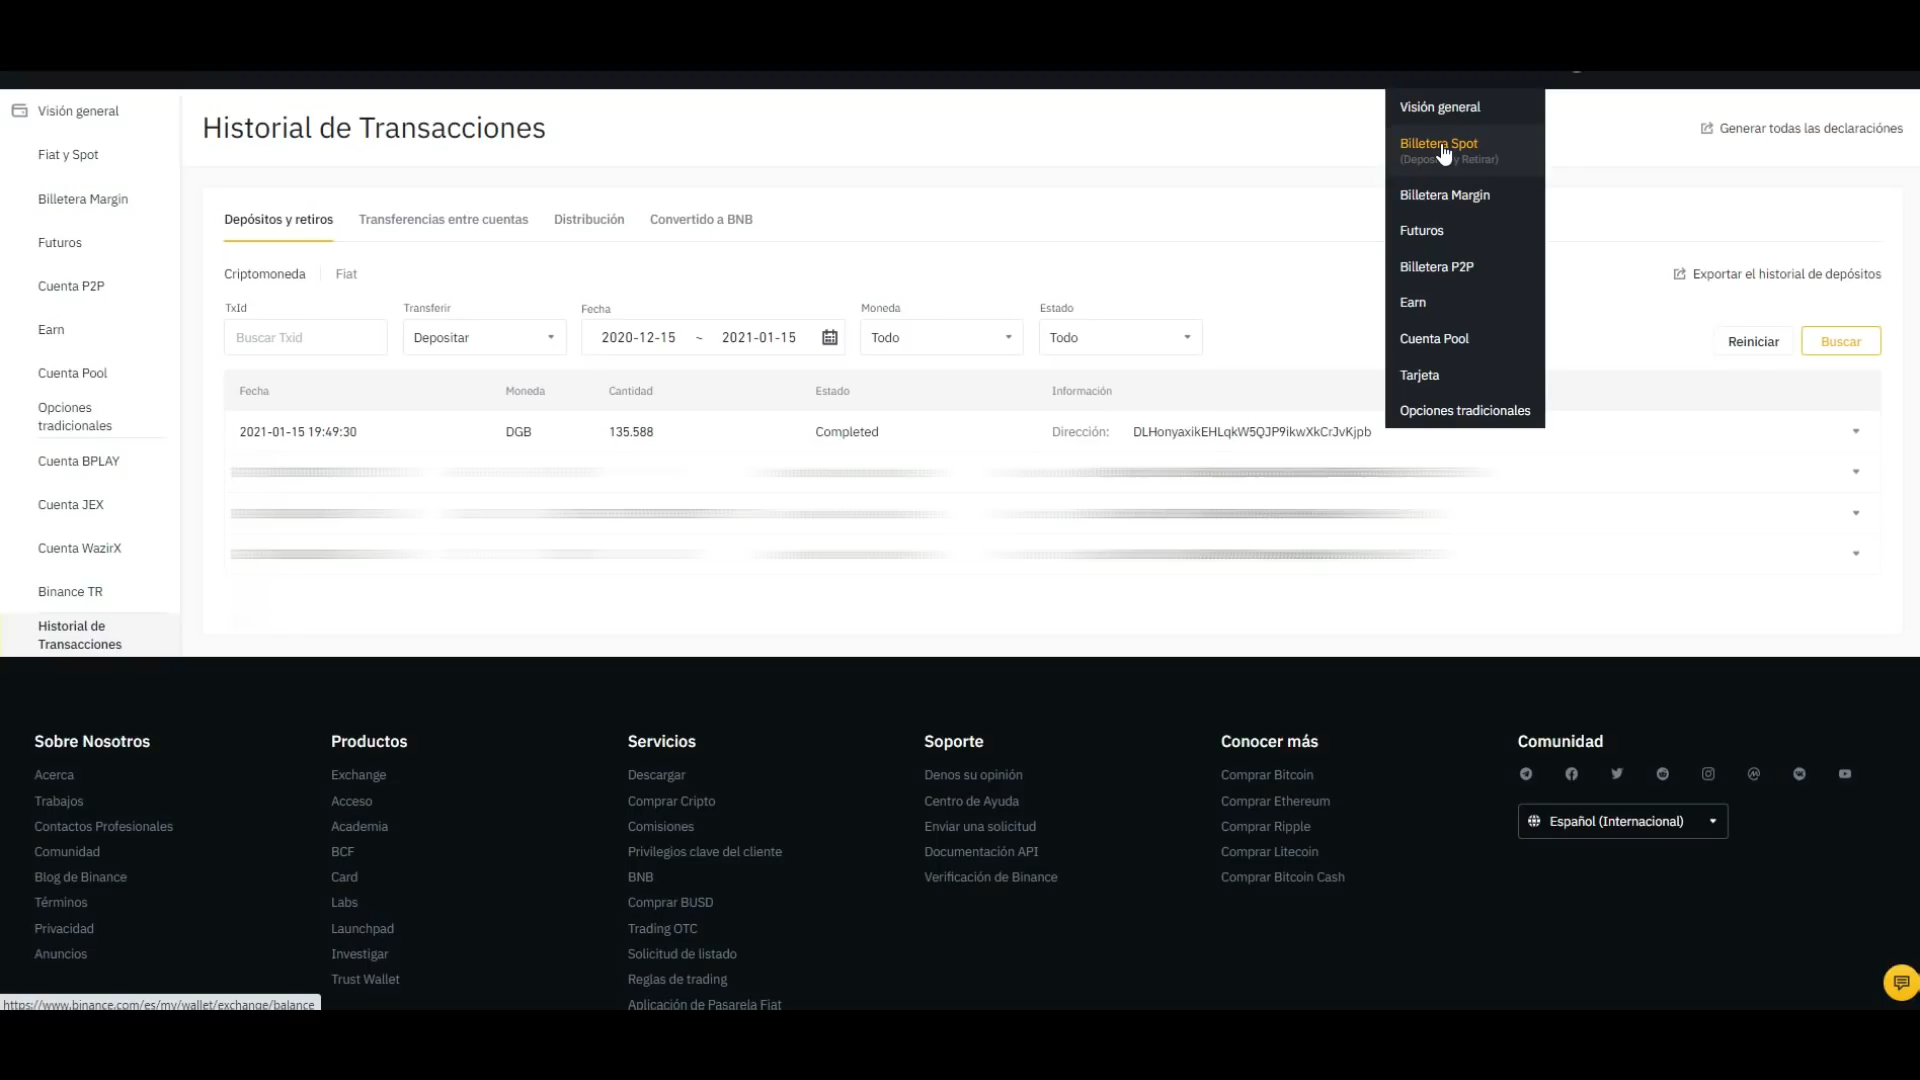 Visión general
Fiat y Spot
Billetera Margin
Futuros
Cuenta P2P
Earn
Cuenta Pool
Opciones
tradicionales
Cuenta BPLAY
Cuenta JEX
Cuenta WazirX
Binance TR
Historial de
Transacciones
Historial de Transacciones
Generar todas las declaraciónes
Depósitos y retiros Transferencias entre cuentas Distribución Convertido a BNB
Criptomoneda Fiat
Exportar el historial de depósitos
TxId Transferir Fecha Moneda Estado
Buscar Txid Depositar 2020-12-15 ~ 2021-01-15 Todo Todo
Reiniciar Buscar
Fecha Moneda Cantidad Estado Información
2021-01-15 19:49:30 DGB 135.588 Completed Dirección: DLHonyaxikEHLqkW5QJP9ikwXkCrJvKjpb
Visión general
Billetera Spot
(Depositar y Retirar)
Billetera Margin
Futuros
Billetera P2P
Earn
Cuenta Pool
Tarjeta
Opciones tradicionales
Sobre Nosotros
Acerca
Trabajos
Contactos Profesionales
Comunidad
Blog de Binance
Términos
Privacidad
Anuncios
Productos
Exchange
Acceso
Academia
BCF
Card
Labs
Launchpad
Investigar
Trust Wallet
Servicios
Descargar
Comprar Cripto
Comisiones
Privilegios clave del cliente
BNB
Comprar BUSD
Trading OTC
Solicitud de listado
Reglas de trading
Aplicación de Pasarela Fiat
Soporte
Denos su opinión
Centro de Ayuda
Enviar una solicitud
Documentación API
Verificación de Binance
Conocer más
Comprar Bitcoin
Comprar Ethereum
Comprar Ripple
Comprar Litecoin
Comprar Bitcoin Cash
Comunidad
Español (Internacional)
https://www.binance.com/es/my/wallet/exchange/balance